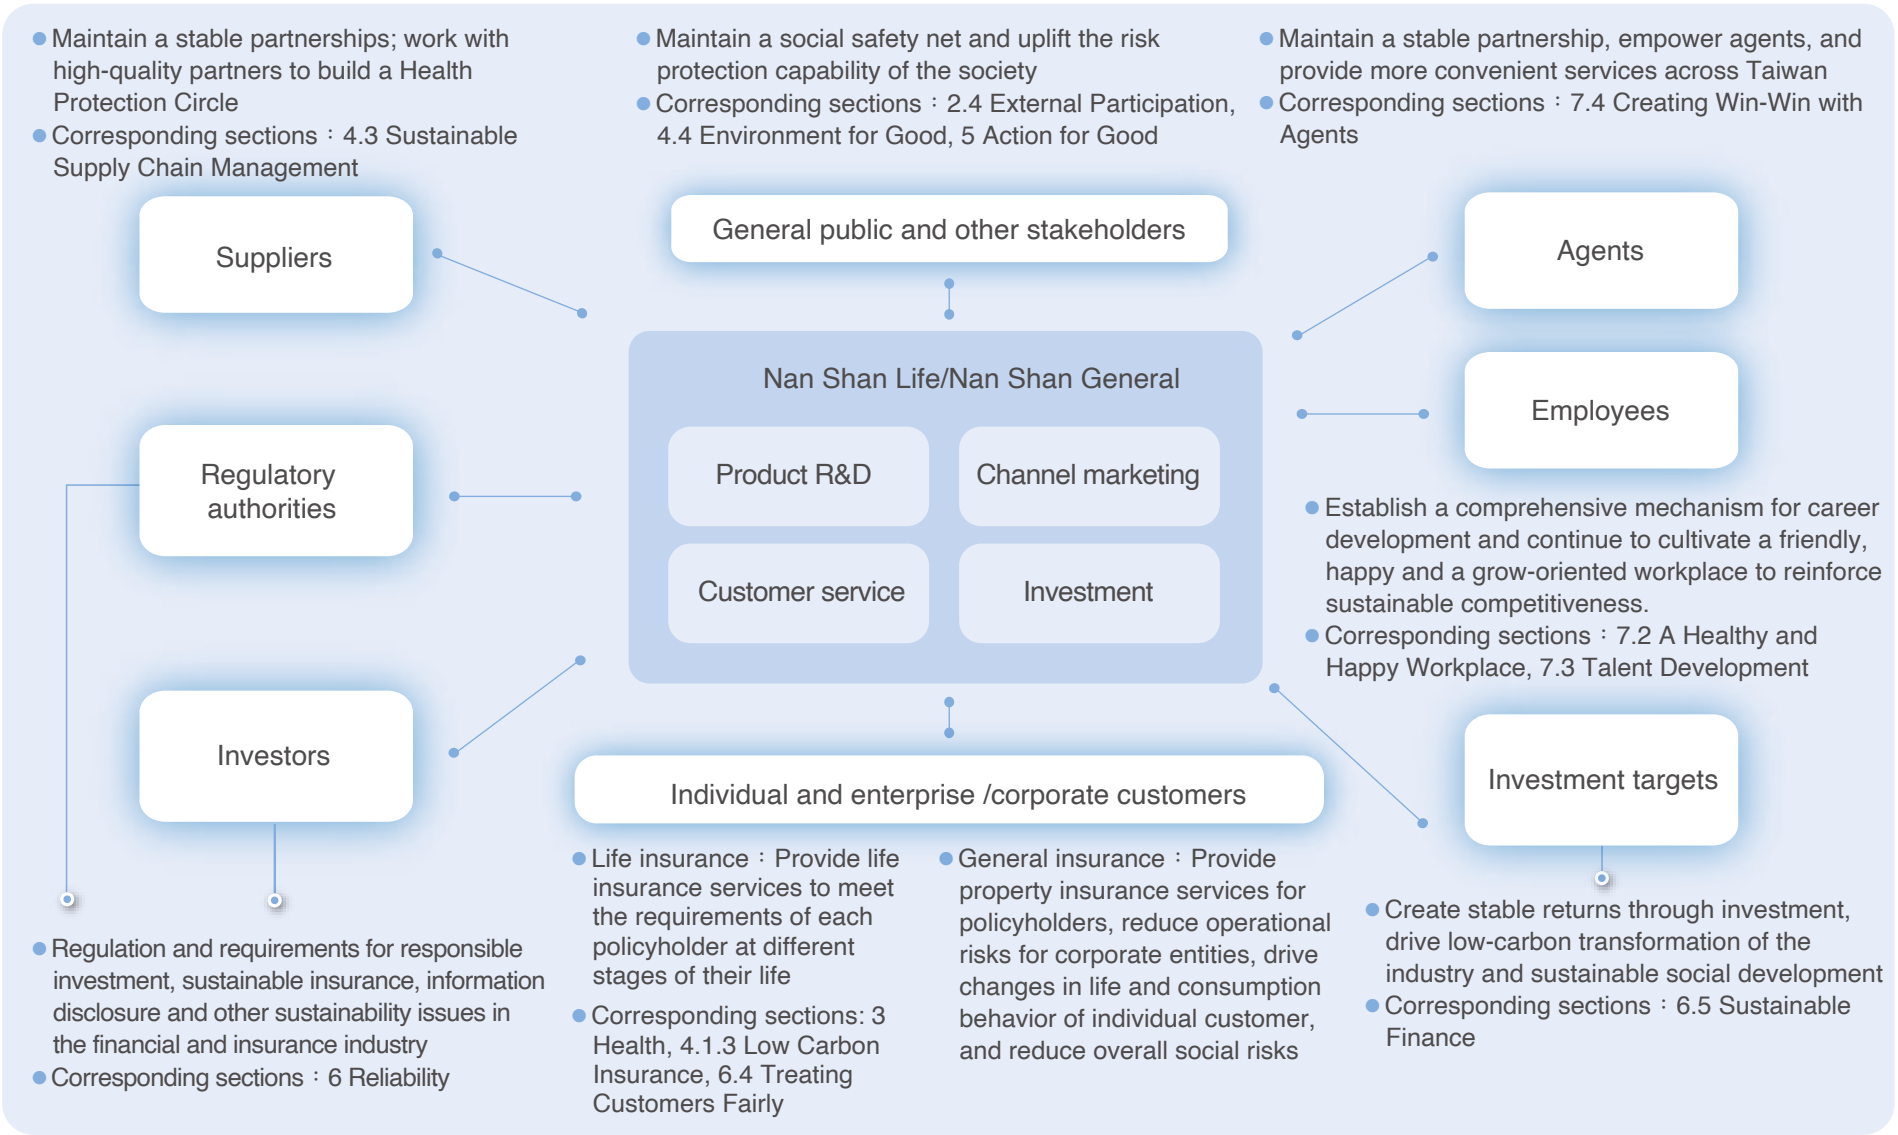 Maintain a stable partnerships; work with
high-quality partners to build a Health
Protection Circle
Corresponding sections：4.3 Sustainable
Supply Chain Management
Suppliers
Maintain a social safety net and uplift the risk
protection capability of the society
Corresponding sections：2.4 External Participation,
4.4 Environment for Good, 5 Action for Good
General public and other stakeholders
Maintain a stable partnership, empower agents, and
provide more convenient services across Taiwan
Corresponding sections：7.4 Creating Win-Win with
Agents
Agents
Nan Shan Life/Nan Shan General
Product R&D
Channel marketing
Customer service
Investment
Employees
Establish a comprehensive mechanism for career
development and continue to cultivate a friendly,
happy and a grow-oriented workplace to reinforce
sustainable competitiveness.
Corresponding sections：7.2 A Healthy and
Happy Workplace, 7.3 Talent Development
Regulatory
authorities
Investors
Regulation and requirements for responsible
investment, sustainable insurance, information
disclosure and other sustainability issues in
the financial and insurance industry
Corresponding sections：6 Reliability
Individual and enterprise /corporate customers
Life insurance：Provide life
insurance services to meet
the requirements of each
policyholder at different
stages of their life
Corresponding sections: 3
Health, 4.1.3 Low Carbon
Insurance, 6.4 Treating
Customers Fairly
General insurance：Provide
property insurance services for
policyholders, reduce operational
risks for corporate entities, drive
changes in life and consumption
behavior of individual customer,
and reduce overall social risks
Investment targets
Create stable returns through investment,
drive low-carbon transformation of the
industry and sustainable social development
Corresponding sections：6.5 Sustainable
Finance